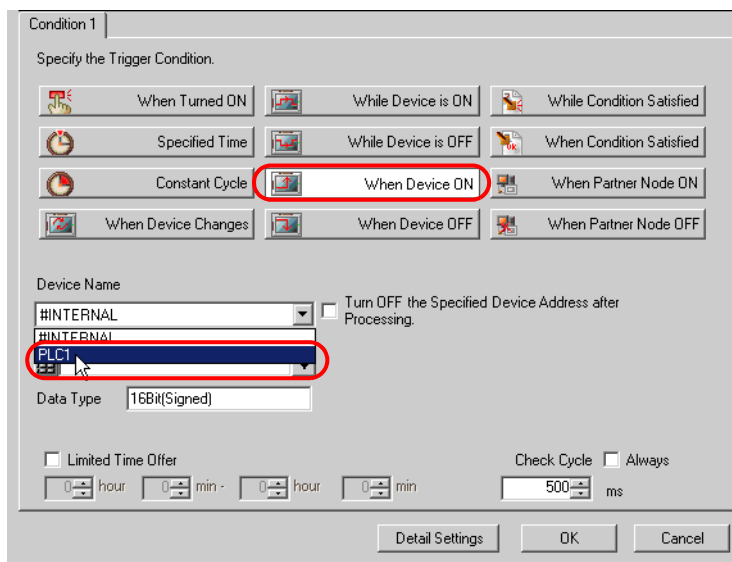 Condition 1
Specify the Trigger Condition.
When Turned ON While Device is ON While Condition Satisfied
Specified Time While Device is OFF When Condition Satisfied
Constant Cycle When Device ON When Partner Node ON
When Device Changes When Device OFF When Partner Node OFF
Device Name
#INTERNAL Turn OFF the Specified Device Address after
Processing.
#INTERNAL
PLC1
Data Type 16Bit(Signed)
Limited Time Offer Check Cycle Always
0 hour 0 min - 0 hour 0 min 500 ms
Detail Settings OK Cancel